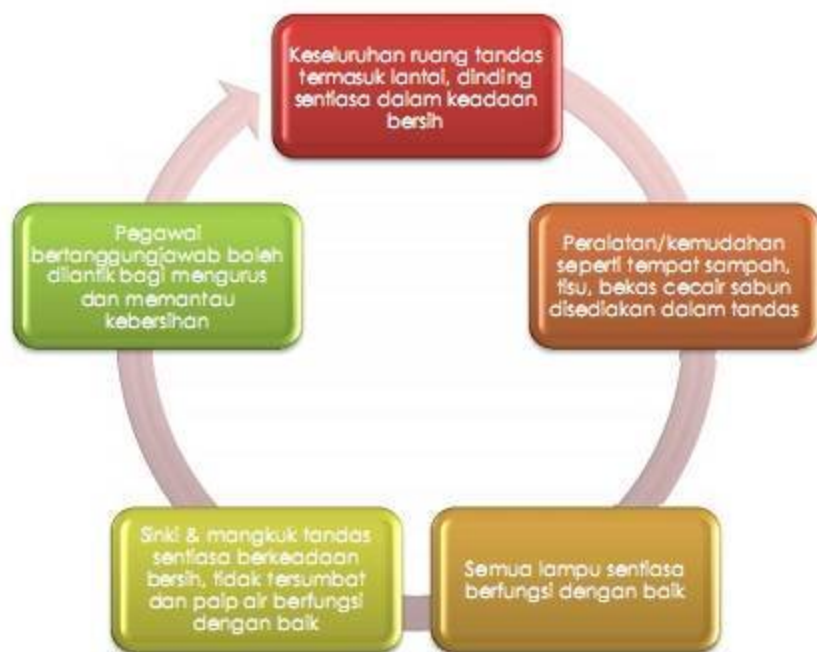 Keseluruhan ruang tandas
termasuk lantai, dinding
sentiasa dalam keadaan
bersih
Peralatan/kemudahan
seperti tempat sampah,
tisu, bekas cecair sabun
disediakan dalam tandas
Semua lampu sentiasa
berfungsi dengan baik
Sinki & mangkuk tandas
sentiasa berkeadaan
bersih, tidak tersumbat
dan paip air berfungsi
dengan baik
Pegawai
bertanggungjawab boleh
dilantik bagi mengurus
dan memantau
kebersihan